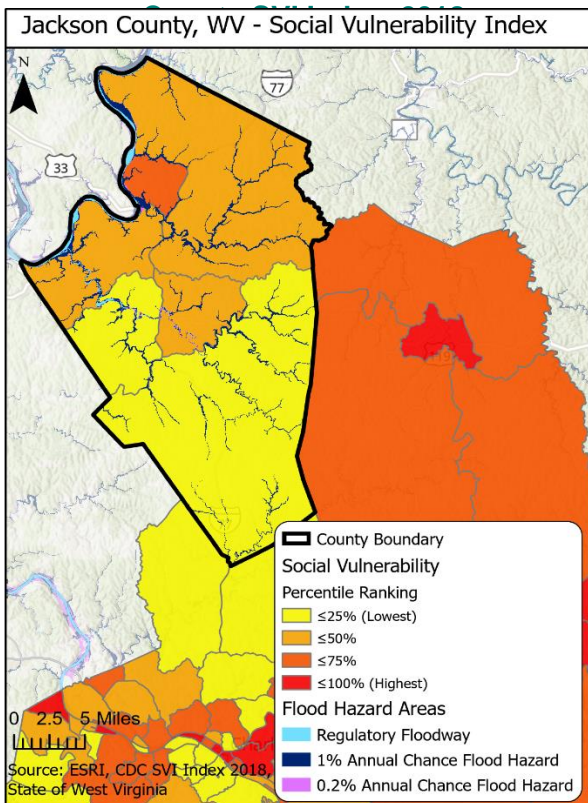 Jackson County, WV - Social Vulnerability Index
N
77
33
119
County Boundary
Social Vulnerability
Percentile Ranking
≤25% (Lowest)
≤50%
≤75%
≤100% (Highest)
Flood Hazard Areas
Regulatory Floodway
1% Annual Chance Flood Hazard
0.2% Annual Chance Flood Hazard
0 2.5 5 Miles
Source: ESRI, CDC SVI Index 2018,
State of West Virginia